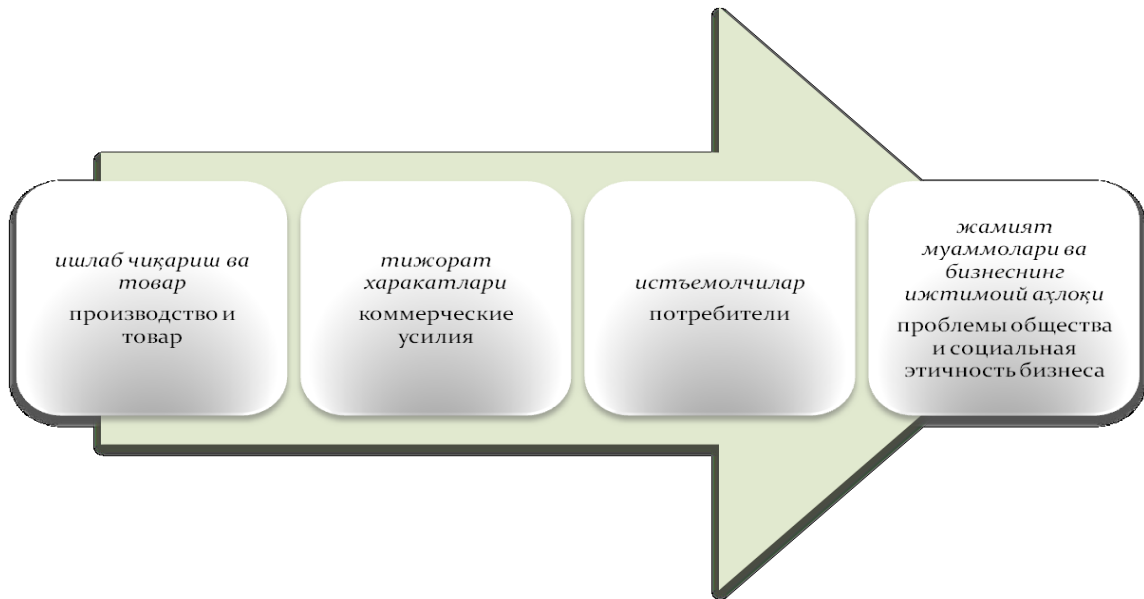 ишлаб чиқариш ва
товар
производство и
товар
тижорат
харакатлари
коммерческие
усилия
истъемолчилар
потребители
жамият
муаммолари ва
бизнеснинг
ижтимоий аҳлоқи
проблемы общества
и социальная
этичность бизнеса